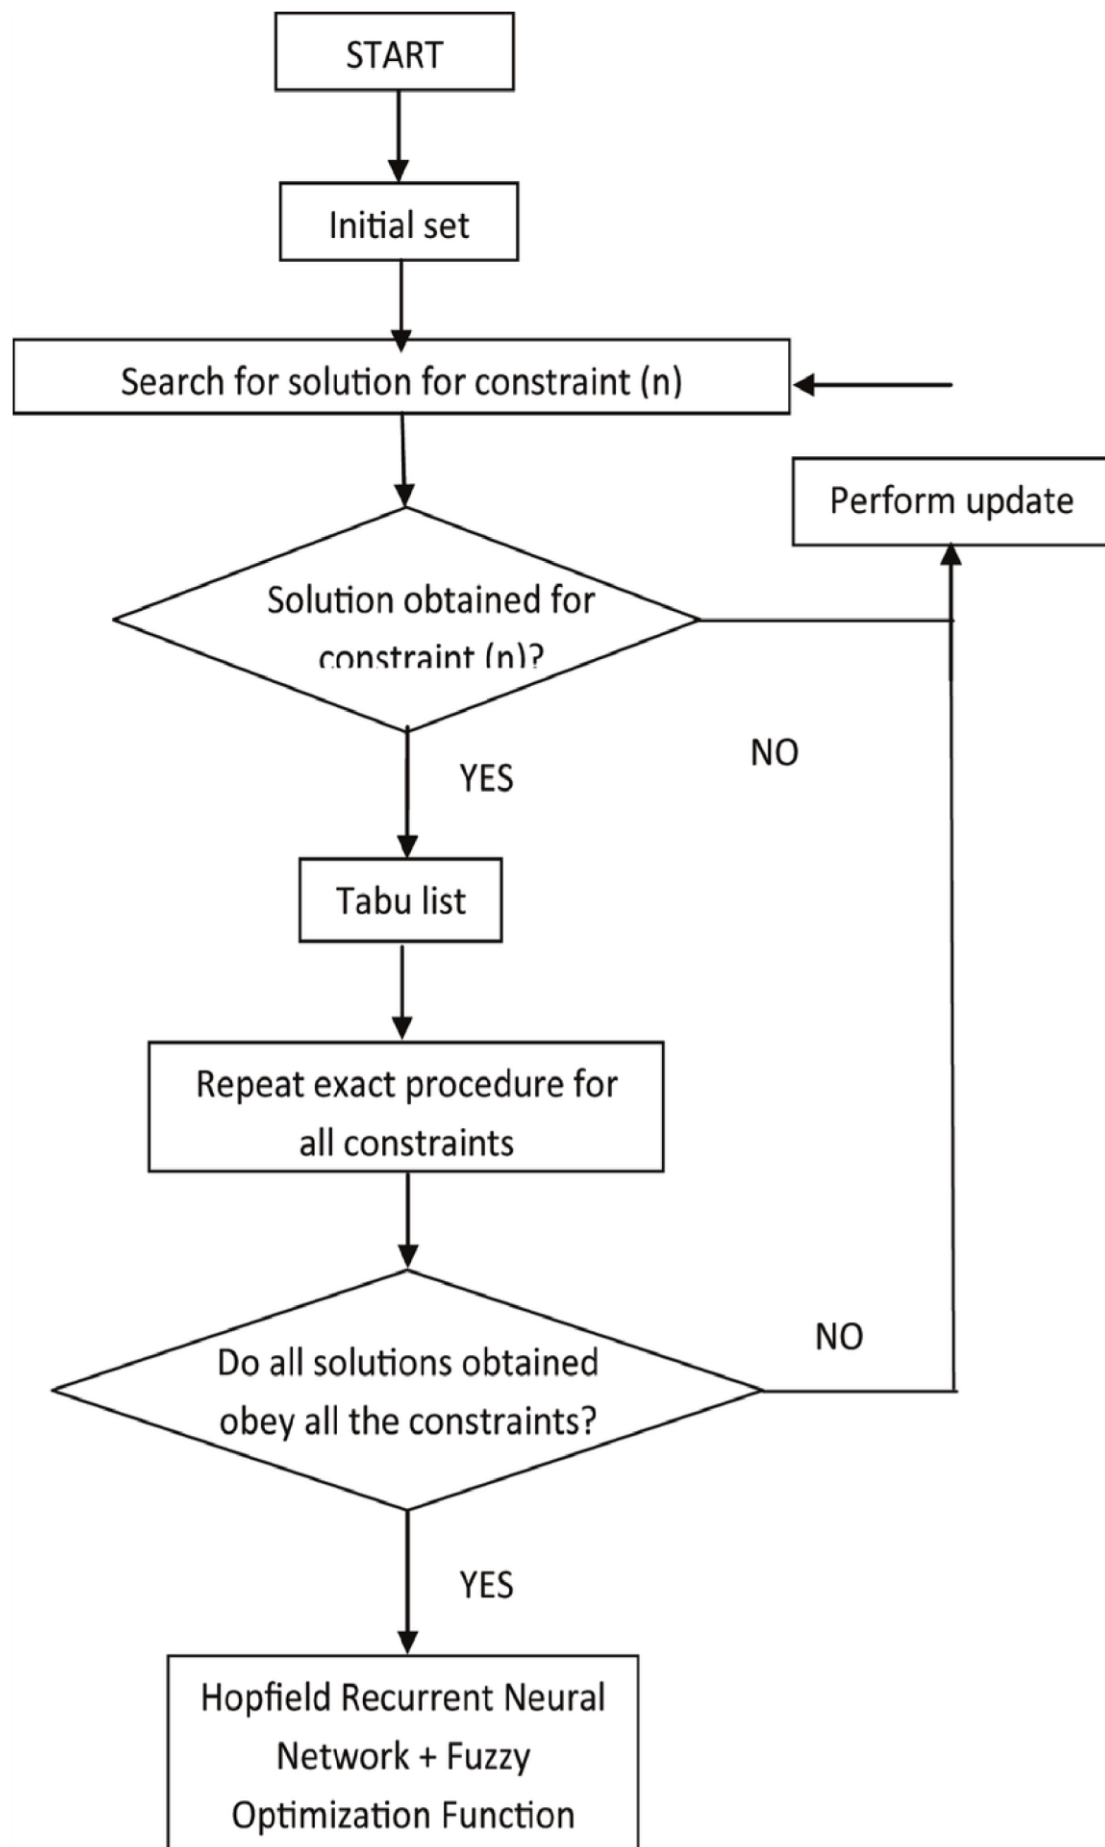 START
Initial set
Search for solution for constraint (n)
Perform update
Solution obtained for
constraint (n)?
NO
YES
Tabu list
Repeat exact procedure for
all constraints
NO
Do all solutions obtained
obey all the constraints?
YES
Hopfield Recurrent Neural
Network + Fuzzy
Optimization Function